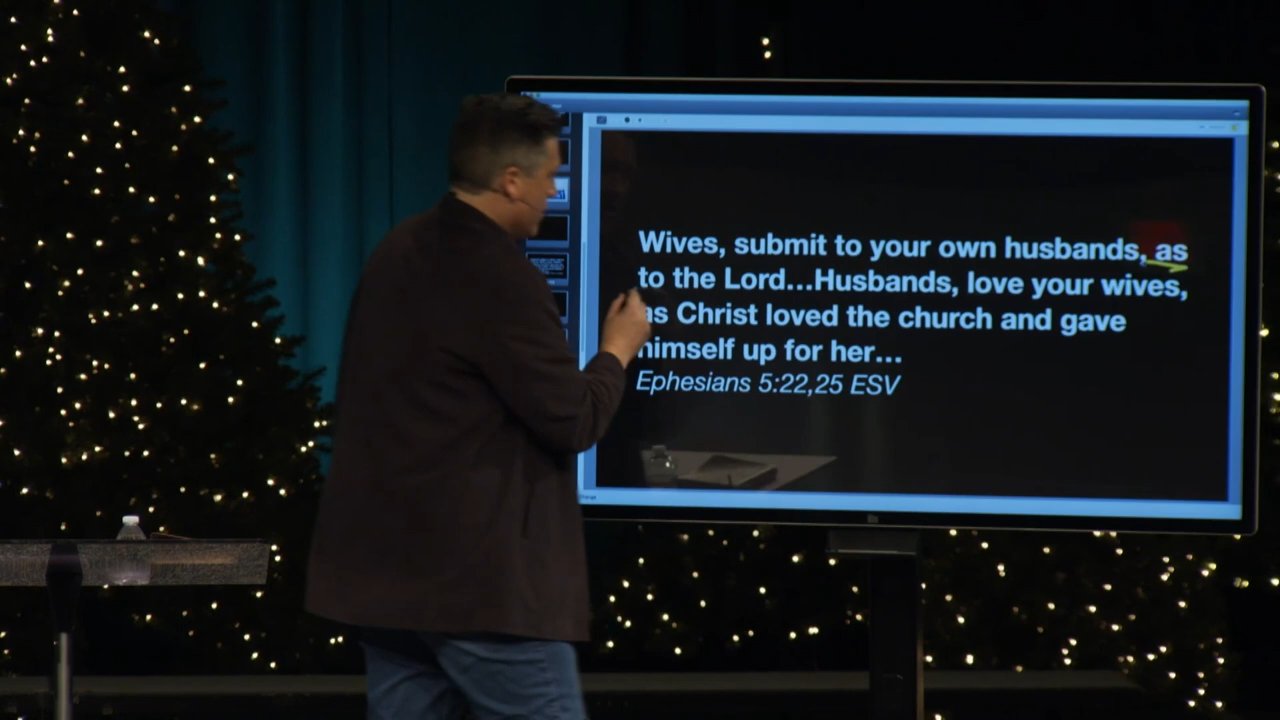 Wives, submit to your own husbands, as
to the Lord...Husbands, love your wives,
as Christ loved the church and gave
himself up for her...
Ephesians 5:22,25 ESV